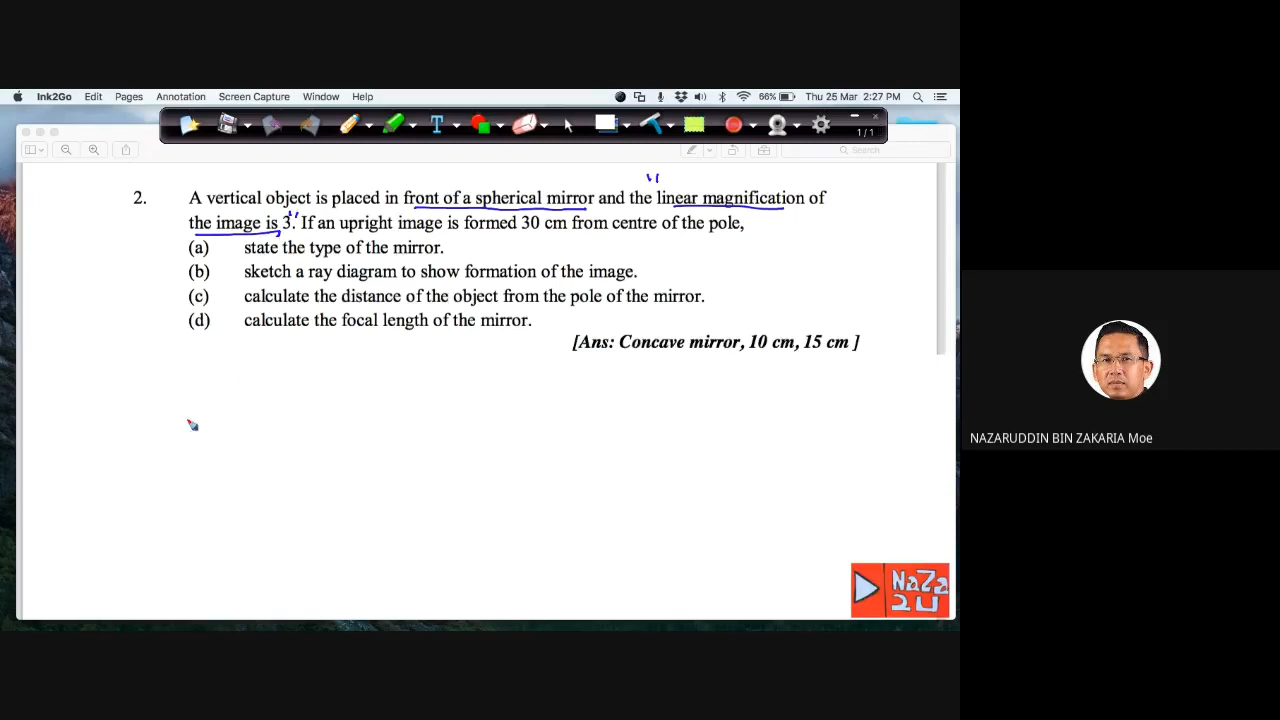 Ink2Go Edit Pages Annotation Screen Capture Window Help 66% Thu 25 Mar 2:27 PM
T 1/1
Search
2. A vertical object is placed in front of a spherical mirror and the linear magnification of
the image is 3. If an upright image is formed 30 cm from centre of the pole,
(a) state the type of the mirror.
(b) sketch a ray diagram to show formation of the image.
(c) calculate the distance of the object from the pole of the mirror.
(d) calculate the focal length of the mirror.
[Ans: Concave mirror, 10 cm, 15 cm ]
NAZARUDDIN BIN ZAKARIA Moe
NaZa
2U